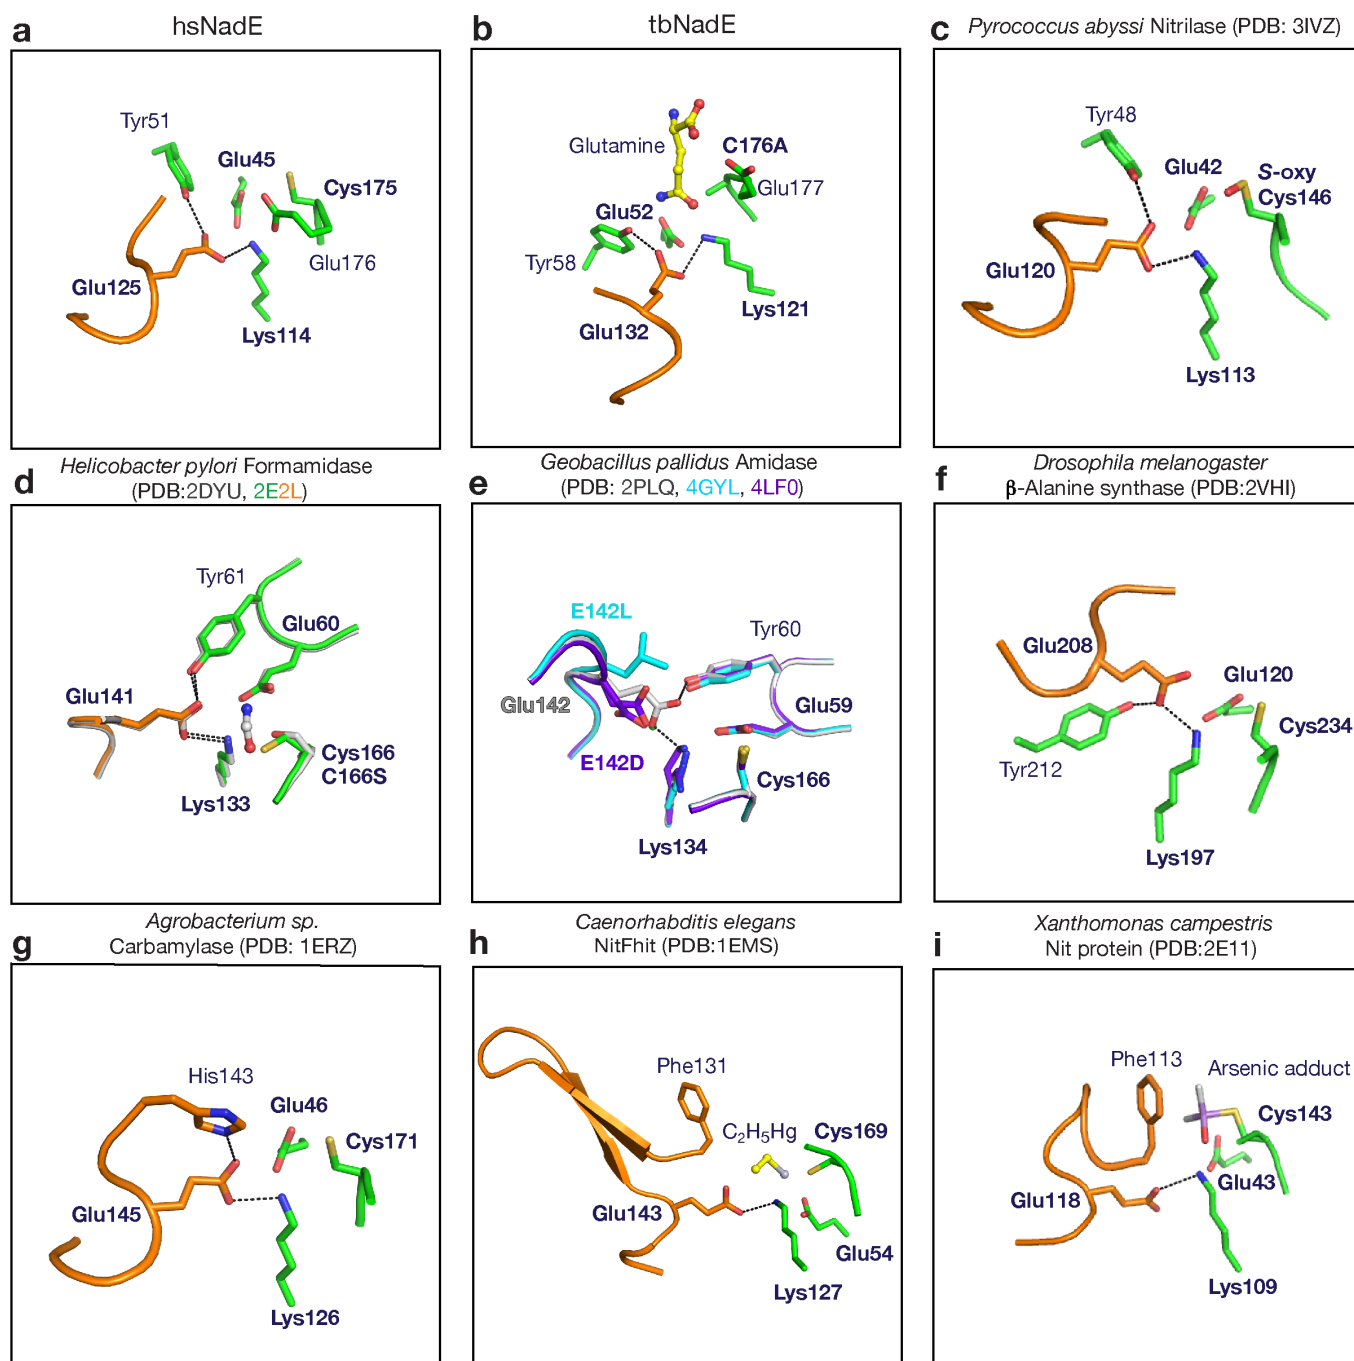 a
hsNadE
Tyr51
Glu45
Cys175
Glu176
Glu125
Lys114
b
tbNadE
Glutamine
C176A
Glu177
Glu52
Tyr58
Lys121
Glu132
c
Pyrococcus abyssi Nitrilase (PDB: 3IVZ)
Tyr48
Glu42
S-oxy
Cys146
Glu120
Lys113
d
Helicobacter pylori Formamidase
(PDB:2DYU, 2E2L)
Tyr61
Glu60
Glu141
Cys166
C166S
Lys133
e
Geobacillus pallidus Amidase
(PDB: 2PLQ, 4GYL, 4LF0)
E142L
Tyr60
Glu142
Glu59
E142D
Cys166
Lys134
f
Drosophila melanogaster
β-Alanine synthase (PDB:2VHI)
Glu208
Glu120
Cys234
Tyr212
Lys197
g
Agrobacterium sp.
Carbamylase (PDB: 1ERZ)
His143
Glu46
Cys171
Glu145
Lys126
h
Caenorhabditis elegans
NitFhit (PDB:1EMS)
Phe131
C₂H₅Hg
Cys169
Glu143
Glu54
Lys127
i
Xanthomonas campestris
Nit protein (PDB:2E11)
Phe113
Arsenic adduct
Cys143
Glu43
Glu118
Lys109